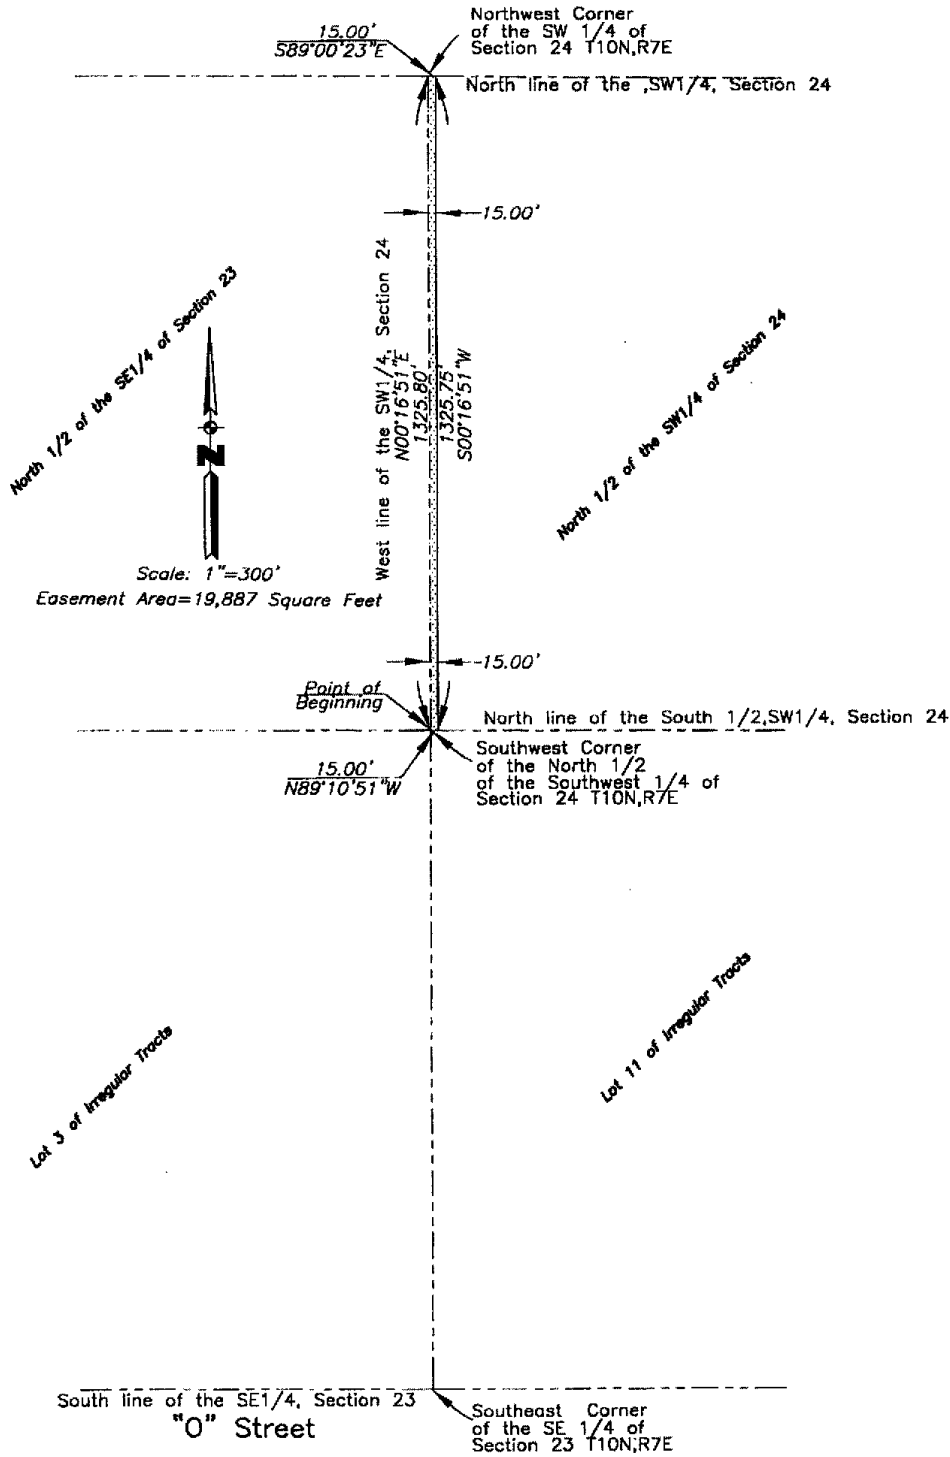 Northwest Corner
of the SW 1/4 of
Section 24 T10N,R7E
15.00'
S89°00'23"E
North line of the ,SW1/4, Section 24
15.00'
North 1/2 of the SE1/4 of Section 23
West line of the SW1/4, Section 24
N00°16'51"E
1325.80'
1325.75'
S00°16'51"W
North 1/2 of the SW1/4 of Section 24
N
Scale: 1"=300'
Easement Area=19,887 Square Feet
15.00'
Point of
Beginning
North line of the South 1/2,SW1/4, Section 24
15.00'
N89°10'51"W
Southwest Corner
of the North 1/2
of the Southwest 1/4 of
Section 24 T10N,R7E
Lot 3 of Irregular Tracts
Lot 11 of Irregular Tracts
South line of the SE1/4, Section 23
"O" Street
Southeast Corner
of the SE 1/4 of
Section 23 T10N,R7E